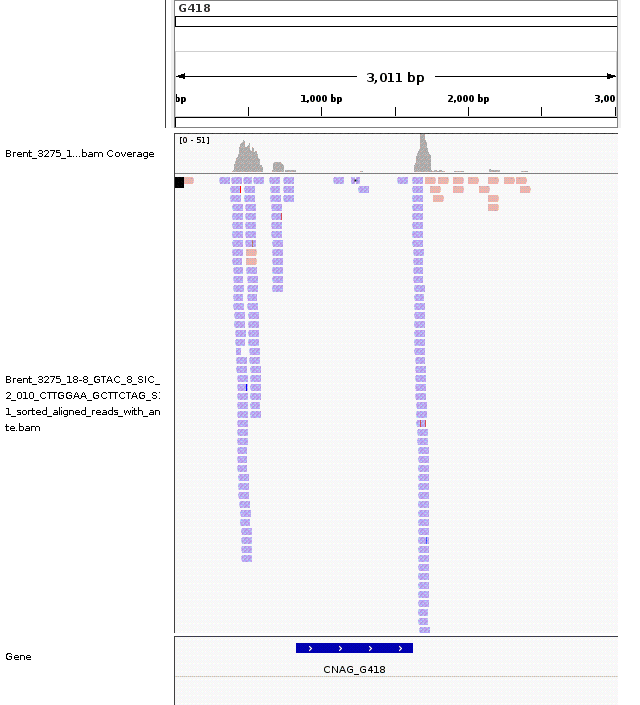 G418
3,011 bp
bp
1,000 bp
2,000 bp
3,00
[0 - 51]
Brent_3275_1...bam Coverage
Brent_3275_18-8_GTAC_8_SIC_
2_010_CTTGGAA_GCTTCTAG_S1
1_sorted_aligned_reads_with_an
te.bam
Gene
CNAG_G418